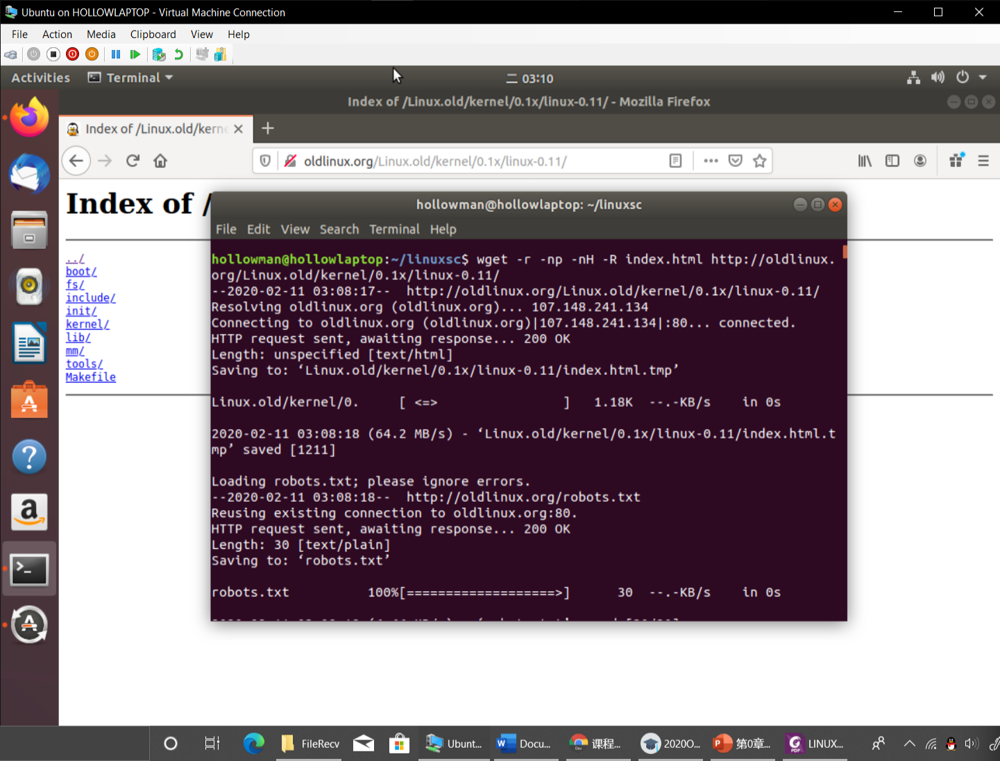 Ubuntu on HOLLOWLAPTOP - Virtual Machine Connection
File Action Media Clipboard View Help
Activities Terminal 二 03:10
Index of /Linux.old/kernel/0.1x/linux-0.11/ - Mozilla Firefox
Index of /Linux.old/kerne
oldlinux.org/Linux.old/kernel/0.1x/linux-0.11/
Index of /
../
boot/
fs/
include/
init/
kernel/
lib/
mm/
tools/
Makefile
hollowman@hollowlaptop: ~/linuxsc
File Edit View Search Terminal Help
hollowman@hollowlaptop:~/linuxsc$ wget -r -np -nH -R index.html http://oldlinux.
org/Linux.old/kernel/0.1x/linux-0.11/
--2020-02-11 03:08:17--  http://oldlinux.org/Linux.old/kernel/0.1x/linux-0.11/
Resolving oldlinux.org (oldlinux.org)... 107.148.241.134
Connecting to oldlinux.org (oldlinux.org)|107.148.241.134|:80... connected.
HTTP request sent, awaiting response... 200 OK
Length: unspecified [text/html]
Saving to: ‘Linux.old/kernel/0.1x/linux-0.11/index.html.tmp’
Linux.old/kernel/0.     [ <=>                ]   1.18K  --.-KB/s    in 0s
2020-02-11 03:08:18 (64.2 MB/s) - ‘Linux.old/kernel/0.1x/linux-0.11/index.html.t
mp’ saved [1211]
Loading robots.txt; please ignore errors.
--2020-02-11 03:08:18--  http://oldlinux.org/robots.txt
Reusing existing connection to oldlinux.org:80.
HTTP request sent, awaiting response... 200 OK
Length: 30 [text/plain]
Saving to: ‘robots.txt’
robots.txt          100%[===================>]      30  --.-KB/s    in 0s
FileRecv Ubunt... Docu... 课程... 2020O... 第0章... LINUX...